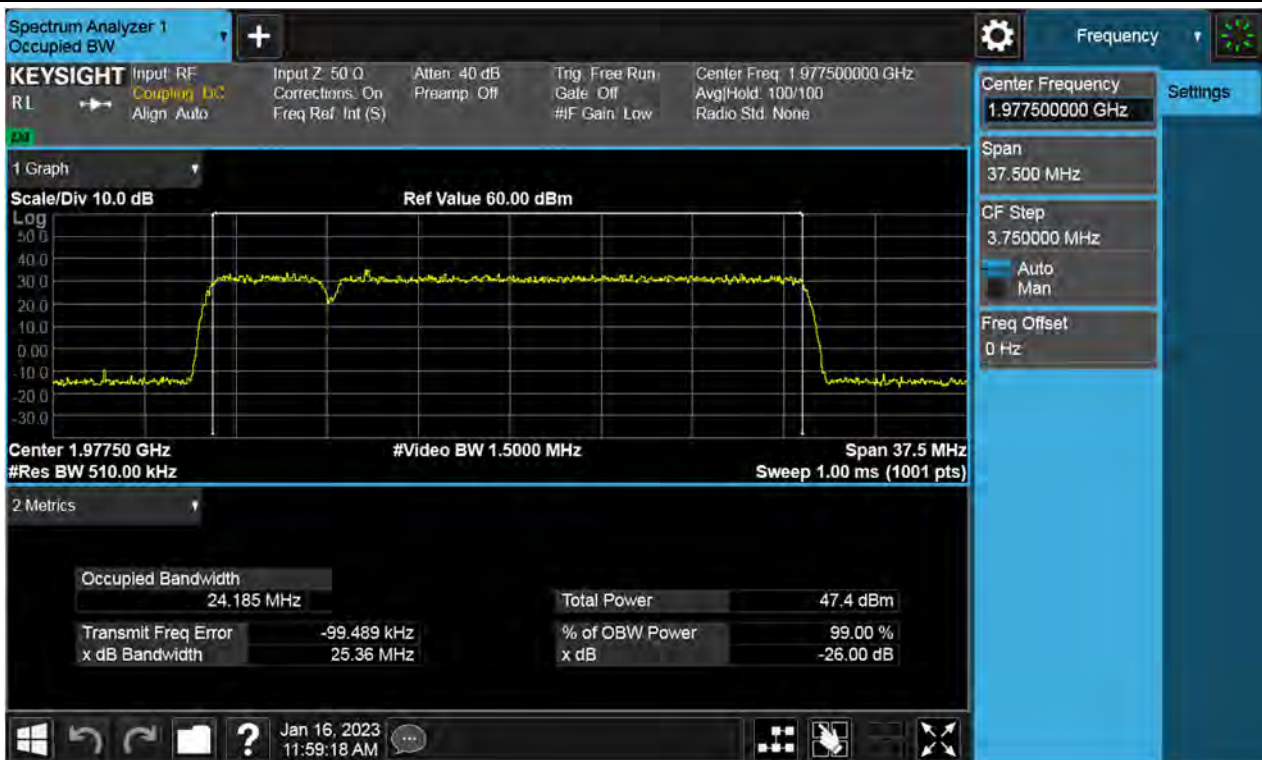 Spectrum Analyzer 1
Occupied BW
+
Frequency
KEYSIGHT
RL
Input: RF
Coupling: DC
Align: Auto
Input Z: 50 Ω
Corrections: On
Freq Ref: Int (S)
Atten: 40 dB
Preamp: Off
Trig: Free Run
Gate: Off
#IF Gain: Low
Center Freq: 1.977500000 GHz
Avg|Hold: 100/100
Radio Std: None
Center Frequency
1.977500000 GHz
Settings
Span
37.500 MHz
CF Step
3.750000 MHz
Auto
Man
Freq Offset
0 Hz
1 Graph
Scale/Div 10.0 dB
Ref Value 60.00 dBm
Log
50.0
40.0
30.0
20.0
10.0
0.00
-10.0
-20.0
-30.0
Center 1.97750 GHz
#Video BW 1.5000 MHz
Span 37.5 MHz
#Res BW 510.00 kHz
Sweep 1.00 ms (1001 pts)
2 Metrics
Occupied Bandwidth
24.185 MHz
Total Power 47.4 dBm
Transmit Freq Error -99.489 kHz
% of OBW Power 99.00 %
x dB Bandwidth 25.36 MHz
x dB -26.00 dB
?
Jan 16, 2023
11:59:18 AM